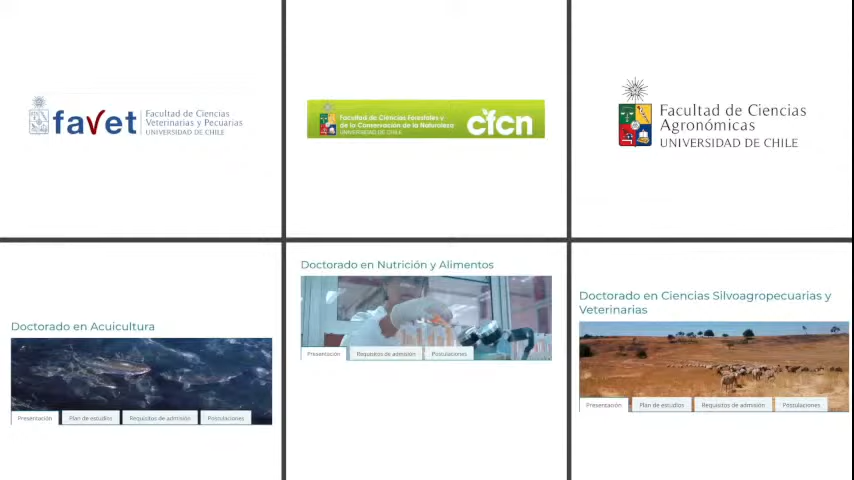 favet
Facultad de Ciencias
Veterinarias y Pecuarias
UNIVERSIDAD DE CHILE
Facultad de Ciencias Forestales y
de la Conservación de la Naturaleza
UNIVERSIDAD DE CHILE
cfcn
Facultad de Ciencias
Agronómicas
UNIVERSIDAD DE CHILE
Doctorado en Acuicultura
Presentación
Plan de estudios
Requisitos de admisión
Postulaciones
Doctorado en Nutrición y Alimentos
Presentación
Requisitos de admisión
Postulaciones
Doctorado en Ciencias Silvoagropecuarias y
Veterinarias
Presentación
Plan de estudios
Requisitos de admisión
Postulaciones